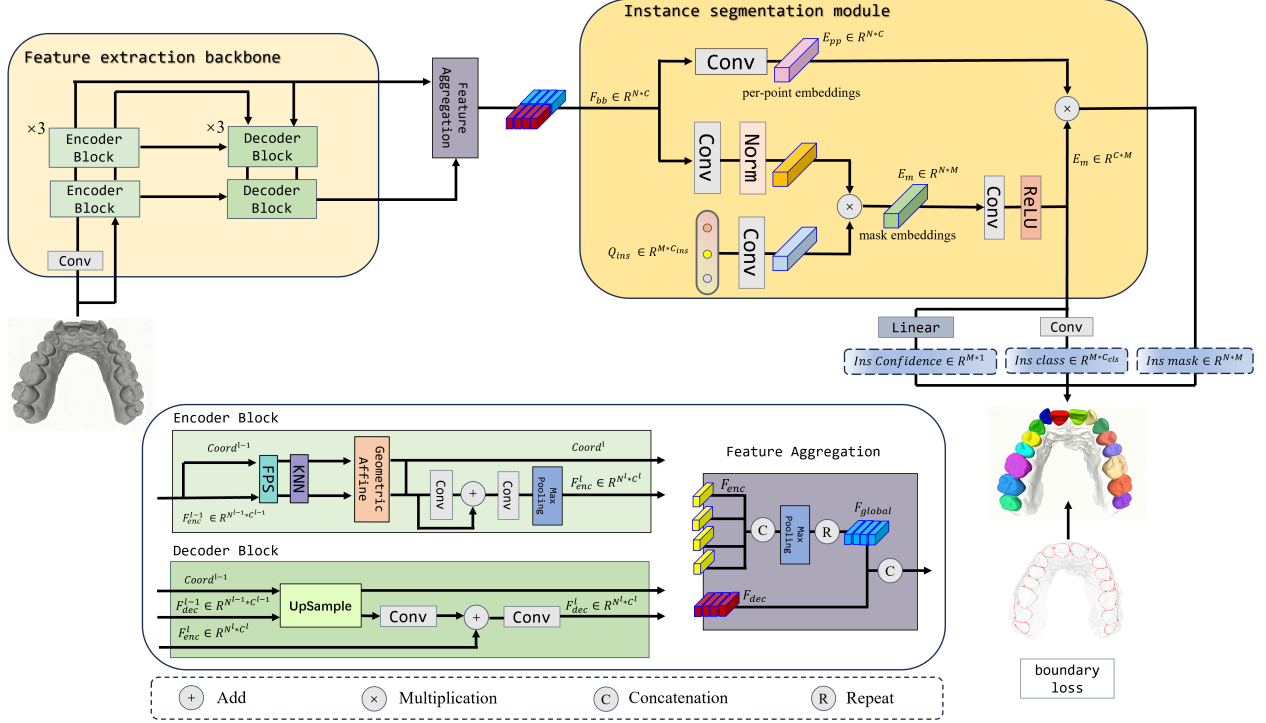 Instance segmentation module
Feature extraction backbone
×3
×3
Encoder
Block
Decoder
Block
Encoder
Block
Decoder
Block
Conv
Feature
Aggregation
F_bb ∈ R^{N*C}
Conv
E_pp ∈ R^{N*C}
per-point embeddings
Conv
Norm
Q_ins ∈ R^{M*C_ins}
Conv
×
E_m ∈ R^{N*M}
mask embeddings
Conv
ReLU
×
E_m ∈ R^{C*M}
Linear
Conv
Ins Confidence ∈ R^{M*1}
Ins class ∈ R^{M*C_cls}
Ins mask ∈ R^{N*M}
Encoder Block
Coord^{l-1}
F_enc^{l-1} ∈ R^{N^{l-1}*C^{l-1}}
FPS
KNN
Geometric
Affine
Conv
+
Conv
Max
Pooling
Coord^l
F_enc^l ∈ R^{N^l*C^l}
Decoder Block
Coord^{l-1}
F_dec^{l-1} ∈ R^{N^{l-1}*C^{l-1}}
F_enc^l ∈ R^{N^l*C^l}
UpSample
Conv
+
Conv
F_dec^l ∈ R^{N^l*C^l}
Feature Aggregation
F_enc
C
Max
Pooling
R
F_global
C
F_dec
boundary
loss
+ Add
× Multiplication
C Concatenation
R Repeat